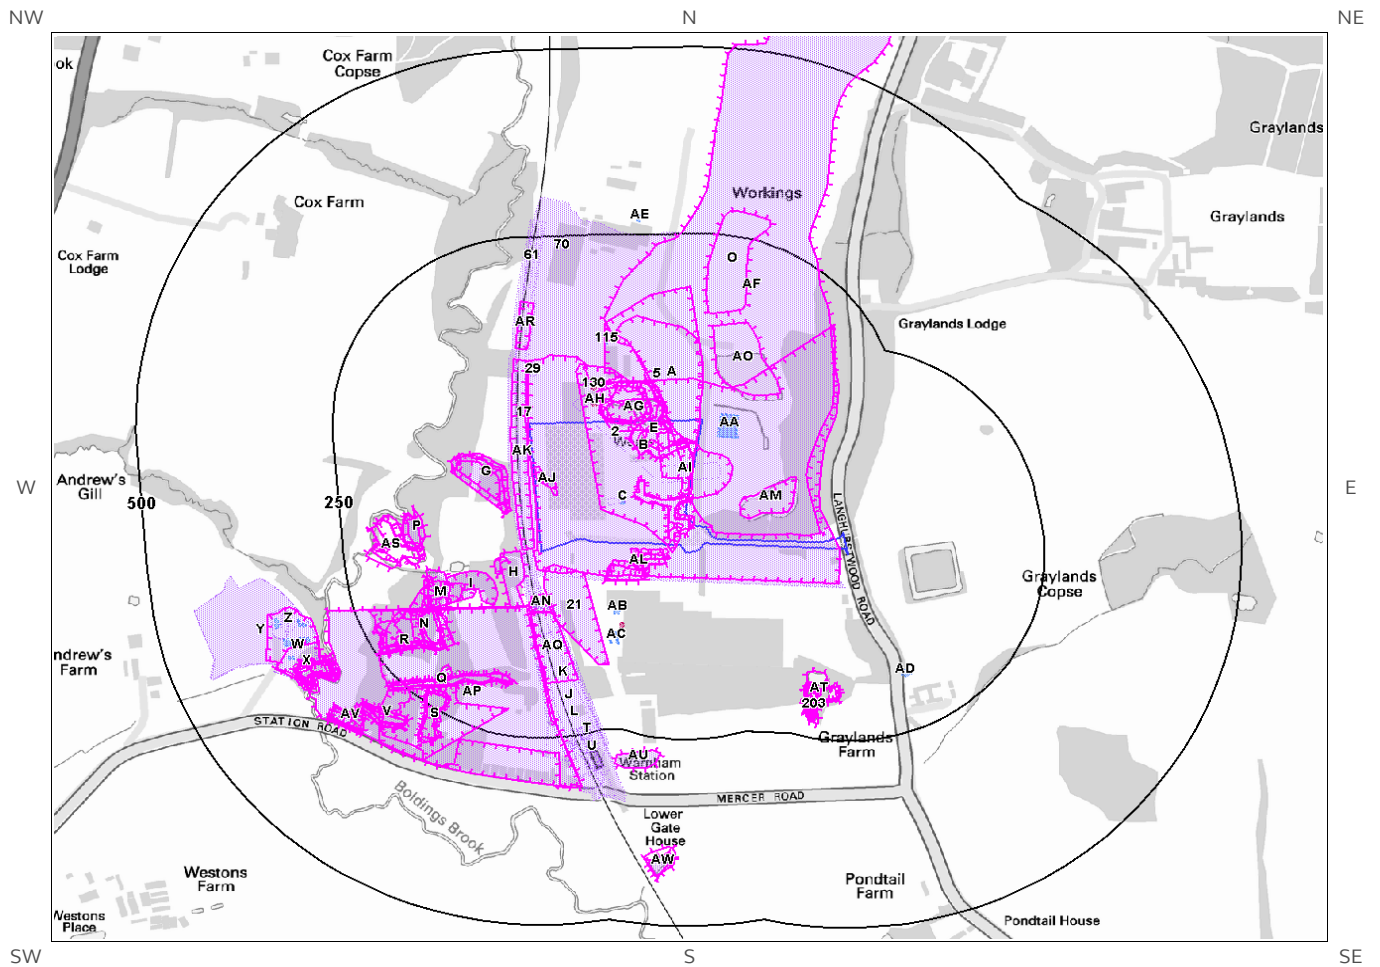 NW
N
NE
ok
Cox Farm
Copse
Graylands
Workings
Cox Farm
AE
Graylands
70
61
Cox Farm
Lodge
O
AF
AR
Graylands Lodge
115
AO
29
5
A
130
AH
AG
17
AA
2
E
B
AK
AI
G
AJ
W
E
Andrew's
Gill
500
250
C
AM
P
AS
LANGHURSTWOOD ROAD
AL
H
I
M
Graylands
Copse
AN
21
AB
Z
N
Y
R
AC
W
AQ
X
ndrew's
Farm
K
AD
Q
AP
AT
J
203
AV
V
S
L
STATION ROAD
T
Graylands
Farm
U
AU
Warnham
Station
Boldings Brook
MERCER ROAD
Lower
Gate
House
AW
Westons
Farm
Pondtail
Farm
Westons
Place
Pondtail House
SW
S
SE